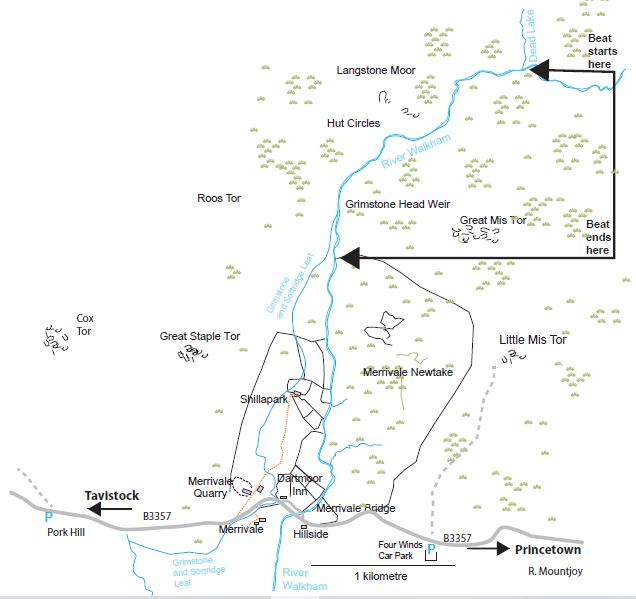 Dead Lake
Beat
starts
here
Langstone Moor
Hut Circles
River Walkham
Roos Tor
Grimstone Head Weir
Great Mis Tor
Beat
ends
here
Grimstone
and Sortridge Leat
Cox
Tor
Great Staple Tor
Little Mis Tor
Merrivale Newtake
Shillapark
Merrivale
Quarry
Dartmoor
Inn
Tavistock
Merrivale Bridge
P
B3357
Pork Hill
Merrivale
Hillside
Four Winds
Car Park
P
B3357
Princetown
Grimstone
and Sortridge
Leat
River
Walkham
1 kilometre
R. Mountjoy